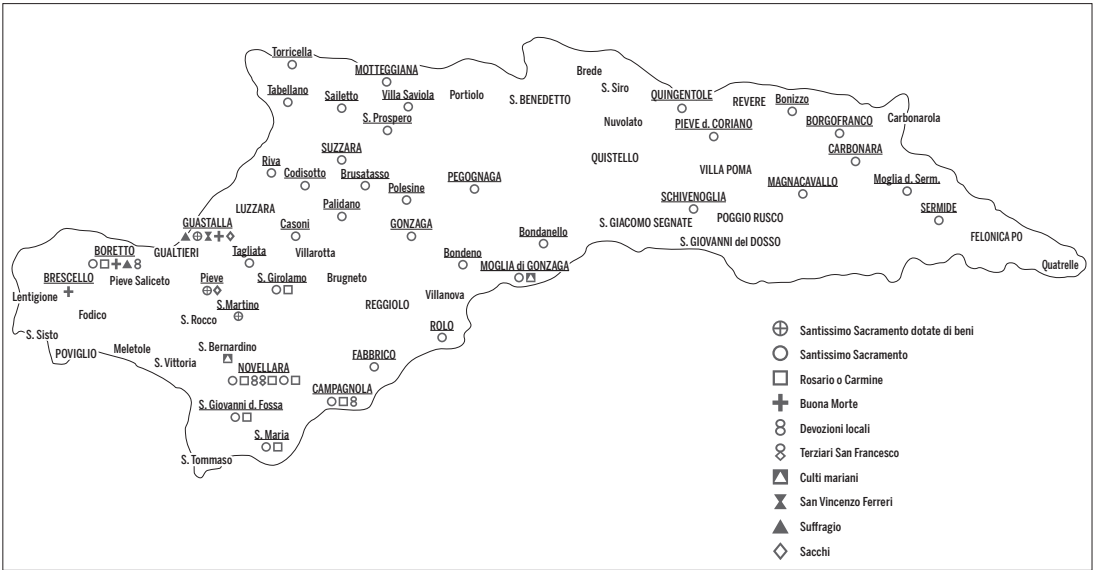 Torricella
MOTTEGGIANA
Brede
S. Siro
Tabellano
Sailetto
Villa Saviola
Portiolo
S. BENEDETTO
QUINGENTOLE
REVERE
Bonizzo
S. Prospero
Nuvolato
PIEVE d. CORIANO
BORGOFRANCO
Carbonarola
SUZZARA
QUISTELLO
CARBONARA
Riva
Codisotto
Brusatasso
PEGOGNAGA
VILLA POMA
MAGNACAVALLO
Moglia d. Serm.
Polesine
LUZZARA
Palidano
SCHIVENOGLIA
POGGIO RUSCO
SERMIDE
GUASTALLA
Casoni
GONZAGA
S. GIACOMO SEGNATE
FELONICA PO
BORETTO
GUALTIERI
Tagliata
Villarotta
Bondeno
Bondanello
S. GIOVANNI del DOSSO
Quatrelle
BRESCELLO
Pieve Saliceto
Pieve
S. Girolamo
Brugneto
MOGLIA di GONZAGA
Lentigione
Fodico
S.Martino
S. Rocco
REGGIOLO
Villanova
S. Sisto
ROLO
POVIGLIO
Meletole
S. Vittoria
S. Bernardino
NOVELLARA
FABBRICO
CAMPAGNOLA
S. Giovanni d. Fossa
S. Maria
S. Tommaso
Santissimo Sacramento dotate di beni
Santissimo Sacramento
Rosario o Carmine
Buona Morte
Devozioni locali
Terziari San Francesco
Culti mariani
San Vincenzo Ferreri
Suffragio
Sacchi